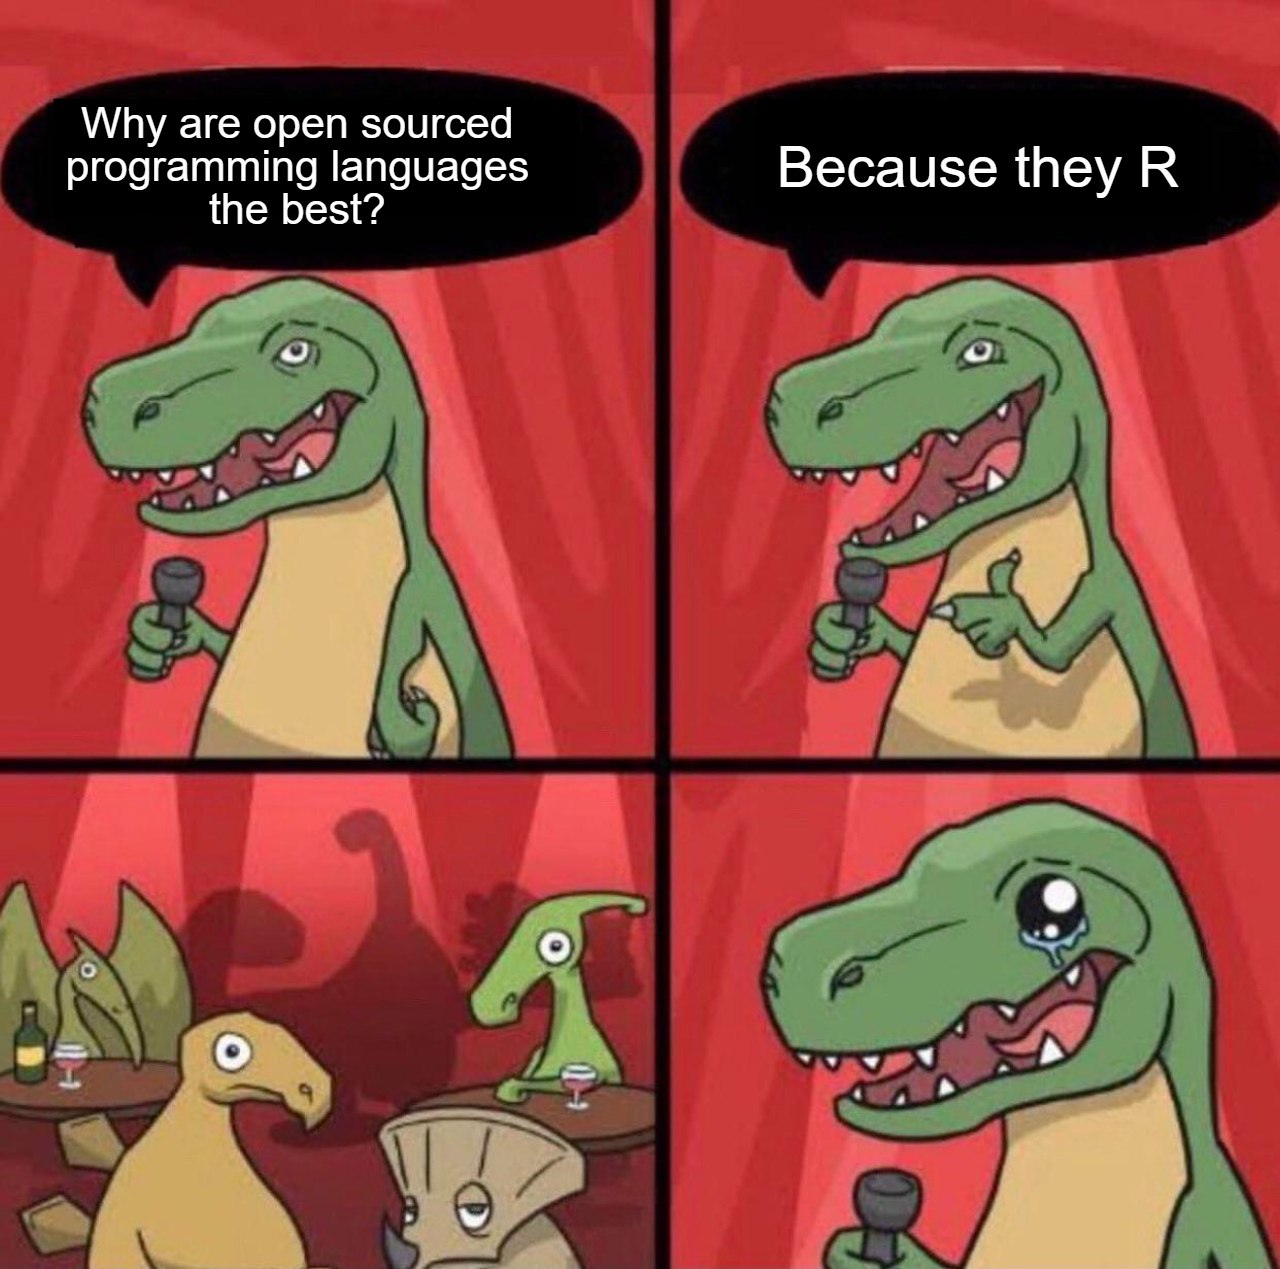 Why are open sourced
programming languages
the best?
Because they R